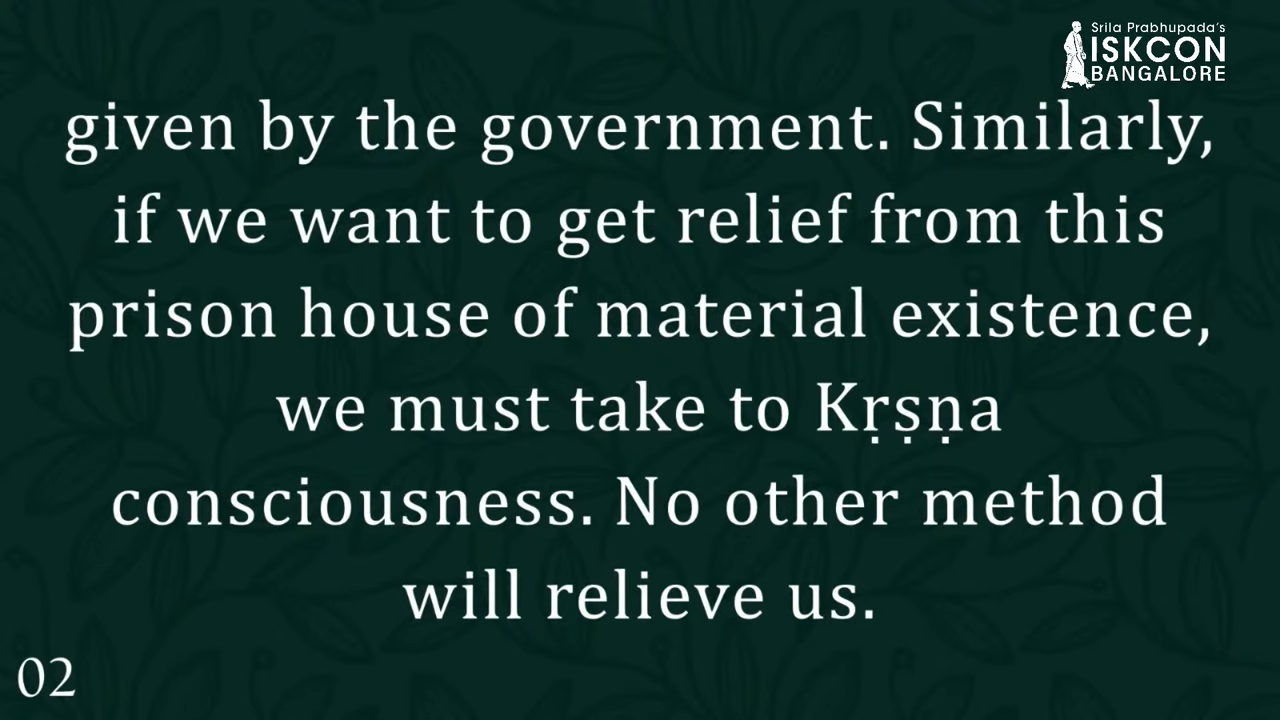 Srila Prabhupada's
ISKCON
BANGALORE
given by the government. Similarly,
if we want to get relief from this
prison house of material existence,
we must take to Kṛṣṇa
consciousness. No other method
will relieve us.
02